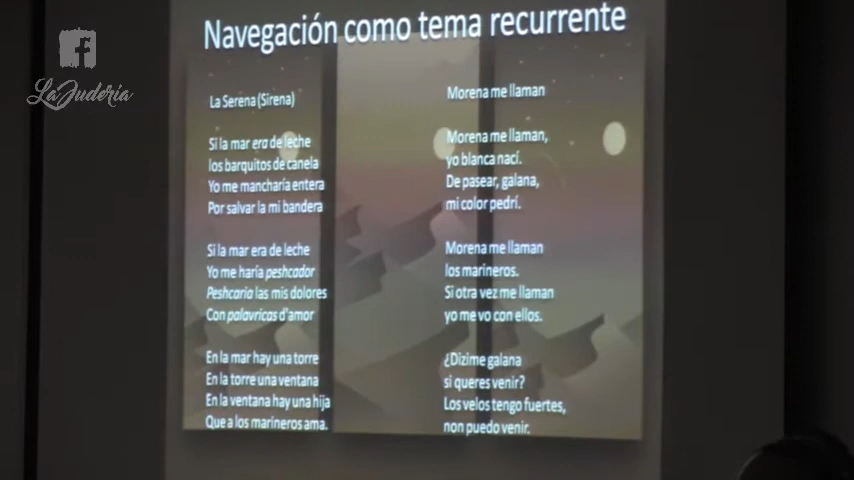 f
La Judería
Navegación como tema recurrente
La Serena (Sirena)
Si la mar era de leche
los barquitos de canela
Yo me mancharía entera
Por salvar la mi bandera
Si la mar era de leche
Yo me haría peshcador
Peshcaria las mis dolores
Con palavricas d'amor
En la mar hay una torre
En la torre una ventana
En la ventana hay una hija
Que a los marineros ama.
Morena me llaman
Morena me llaman,
yo blanca nací.
De pasear, galana,
mi color pedrí.
Morena me llaman
los marineros.
Si otra vez me llaman
yo me vo con ellos.
¿Dizime galana
si queres venir?
Los velos tengo fuertes,
non puedo venir.